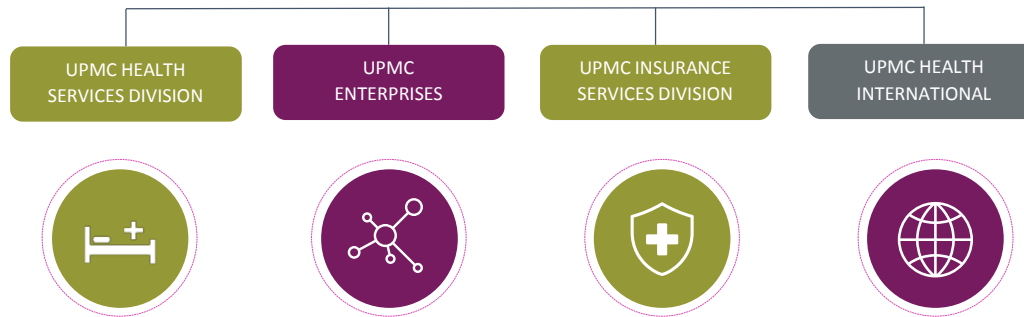 UPMC HEALTH
SERVICES DIVISION
UPMC
ENTERPRISES
UPMC INSURANCE
SERVICES DIVISION
UPMC HEALTH
INTERNATIONAL